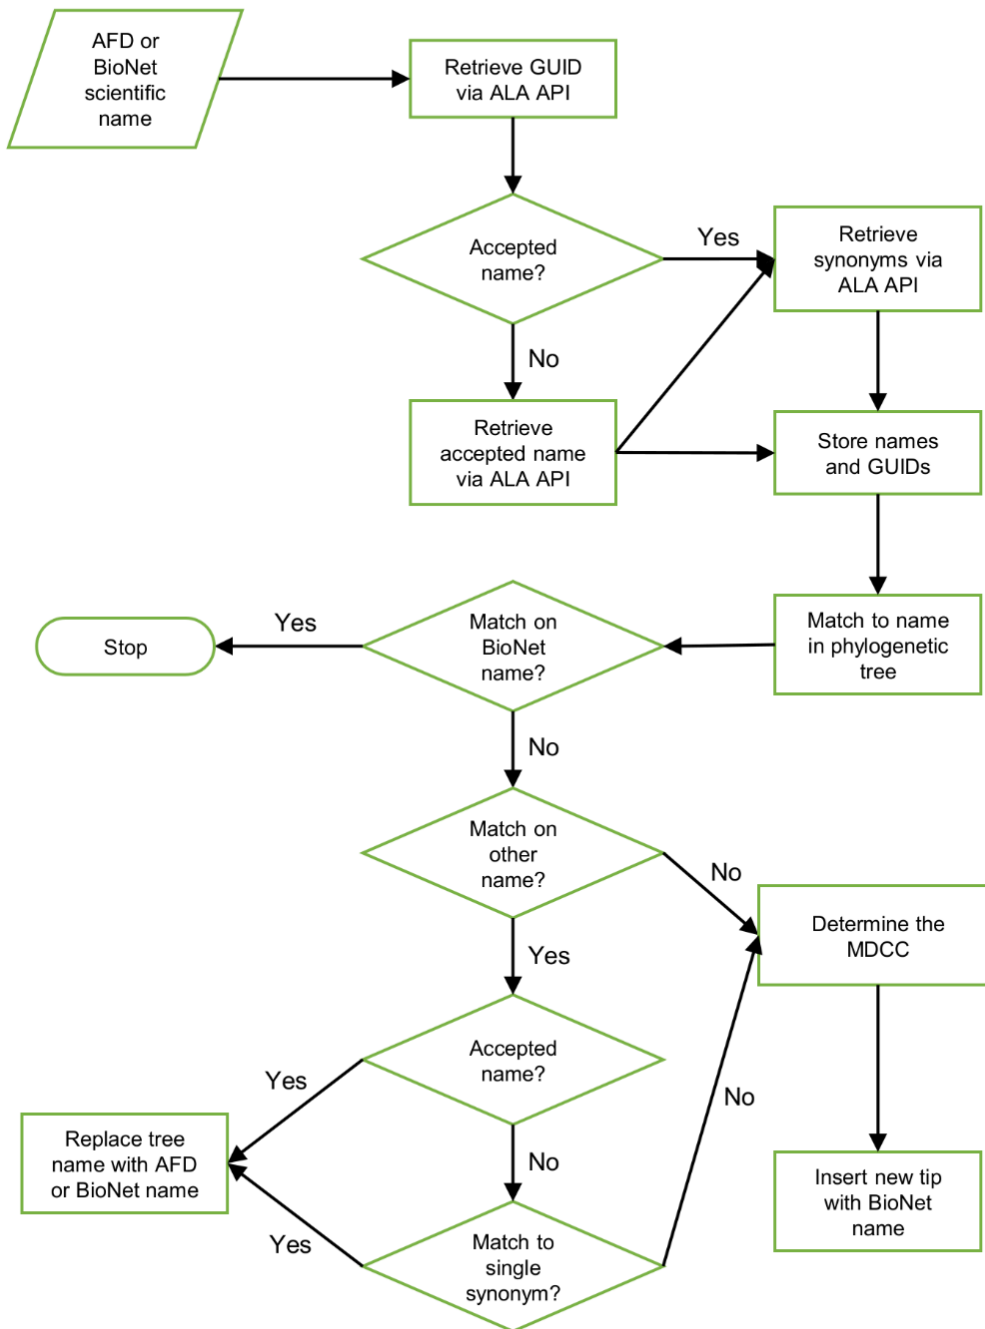 AFD or
BioNet
scientific
name
Retrieve GUID
via ALA API
Accepted
name?
Yes
Retrieve
synonyms via
ALA API
No
Retrieve
accepted name
via ALA API
Store names
and GUIDs
Match to name
in phylogenetic
tree
Match on
BioNet
name?
Yes
Stop
No
Match on
other
name?
No
Determine the
MDCC
Yes
Accepted
name?
Yes
No
No
Replace tree
name with AFD
or BioNet name
Insert new tip
with BioNet
name
Yes
Match to
single
synonym?